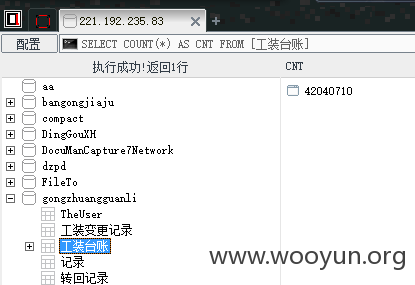 221.192.235.83
配置
SELECT COUNT(*) AS CNT FROM [工装台账]
执行成功!返回1行
CNT
42040710
aa
bangongjiaju
compact
DingGouXH
DocuManCapture7Network
dzpd
FileTo
gongzhuangguanli
TheUser
工装变更记录
工装台账
记录
转回记录
www.wooyun.org